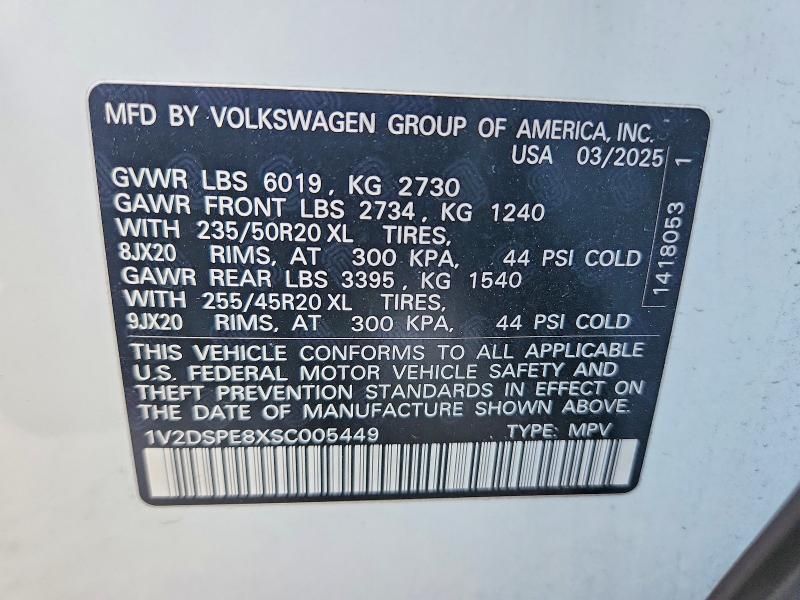 MFD BY VOLKSWAGEN GROUP OF AMERICA, INC.
USA 03/2025
GVWR LBS 6019, KG 2730
GAWR FRONT LBS 2734, KG 1240
WITH 235/50R20 XL TIRES,
8JX20 RIMS, AT 300 KPA, 44 PSI COLD
GAWR REAR LBS 3395, KG 1540
WITH 255/45R20 XL TIRES,
9JX20 RIMS, AT 300 KPA, 44 PSI COLD
THIS VEHICLE CONFORMS TO ALL APPLICABLE
U.S. FEDERAL MOTOR VEHICLE SAFETY AND
THEFT PREVENTION STANDARDS IN EFFECT ON
THE DATE OF MANUFACTURE SHOWN ABOVE.
1V2DSPE8XSC005449 TYPE: MPV
1418053 1